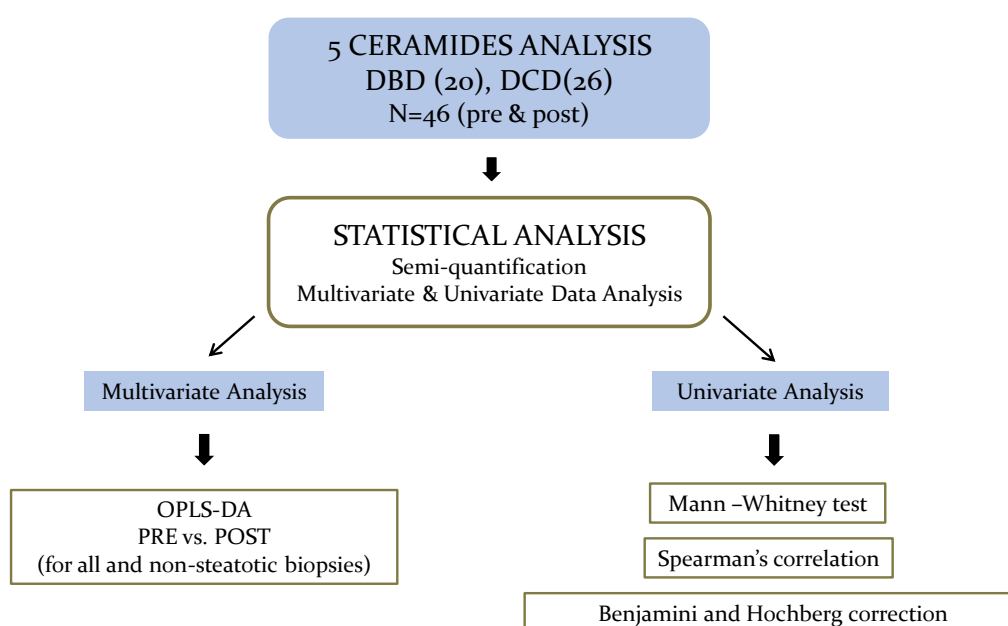 5 CERAMIDES ANALYSIS
DBD (20), DCD(26)
N=46 (pre & post)
STATISTICAL ANALYSIS
Semi-quantification
Multivariate & Univariate Data Analysis
Multivariate Analysis
Univariate Analysis
OPLS-DA
PRE vs. POST
(for all and non-steatotic biopsies)
Mann –Whitney test
Spearman’s correlation
Benjamini and Hochberg correction